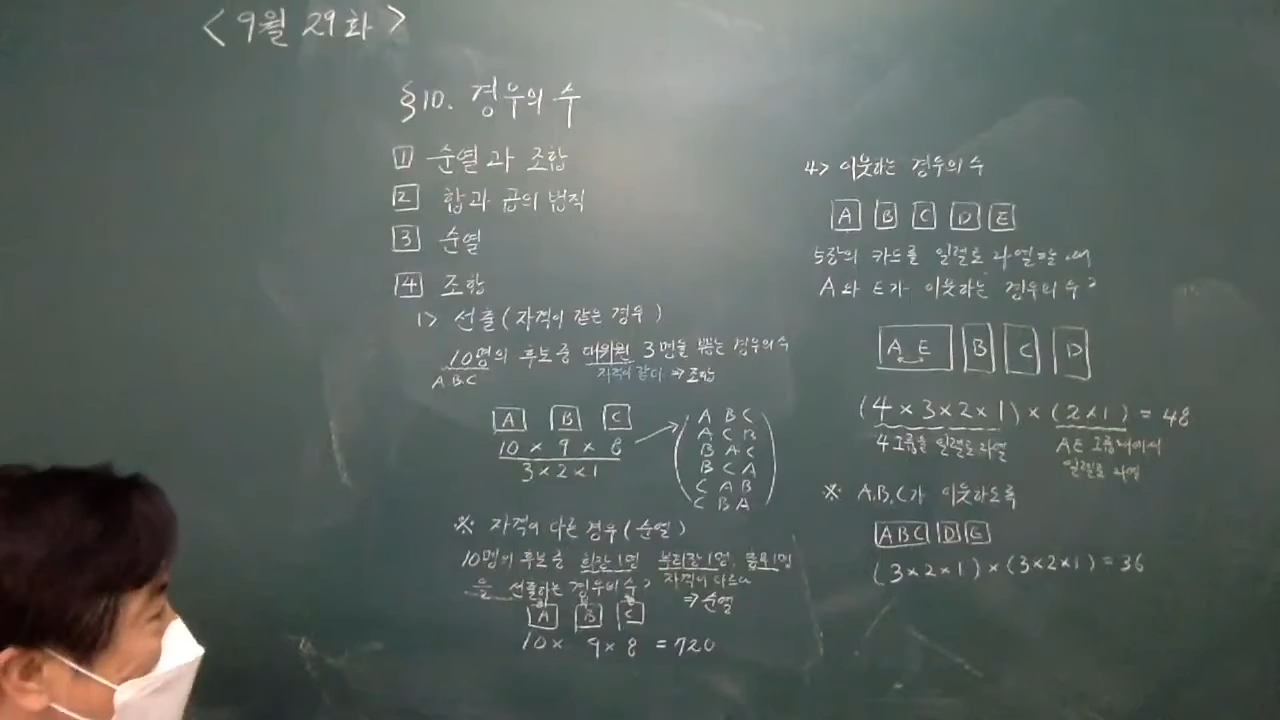 <9월 29화>
§10. 경우의 수
1 순열과 조합
2 합과 곱의 법칙
3 순열
4 조합
1> 선출 (자격이 같은 경우)
10명의 후보 중 대의원 3명을 뽑는 경우의 수
A.B.C 자격이 같이 ⇒ 조합
A B C
10 × 9 × 8
3 × 2 × 1
A B C
A C B
B A C
B C A
C A B
C B A
※ 자격이 다른 경우 (순열)
10명의 후보 중 회장 1명 부회장 1명, 총무 1명
을 선출하는 경우의 수? 자격이 다르다
⇒ 순열
A B C
10 × 9 × 8 = 720
4> 이웃하는 경우의 수
A B C D E
5장의 카드를 일렬로 나열할 때
A와 E가 이웃하는 경우의 수?
A E B C D
(4 × 3 × 2 × 1) × (2 × 1) = 48
4그룹을 일렬로 나열 AE 그룹내에서
일렬로 나열
※ A,B,C가 이웃하도록
ABC D E
(3 × 2 × 1) × (3 × 2 × 1) = 36